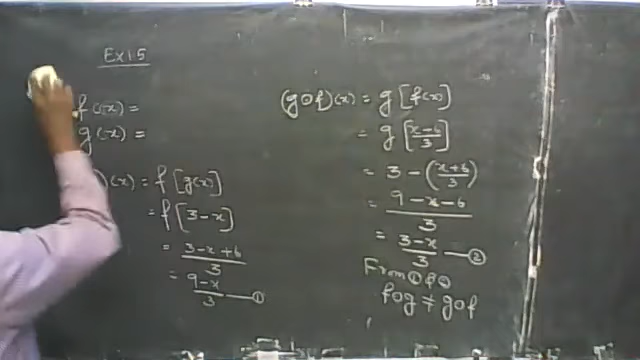 Ex 1.5
f(x) =
g(x) =
)(x) = f[g(x)]
= f[3-x]
= 3-x+6/3
= 9-x/3 —①
(gof)(x) = g[f(x)]
= g[x-6/3]
= 3-(x+6/3)
= 9-x-6/3
= 3-x/3 —②
From ① & ②
fog ≠ gof